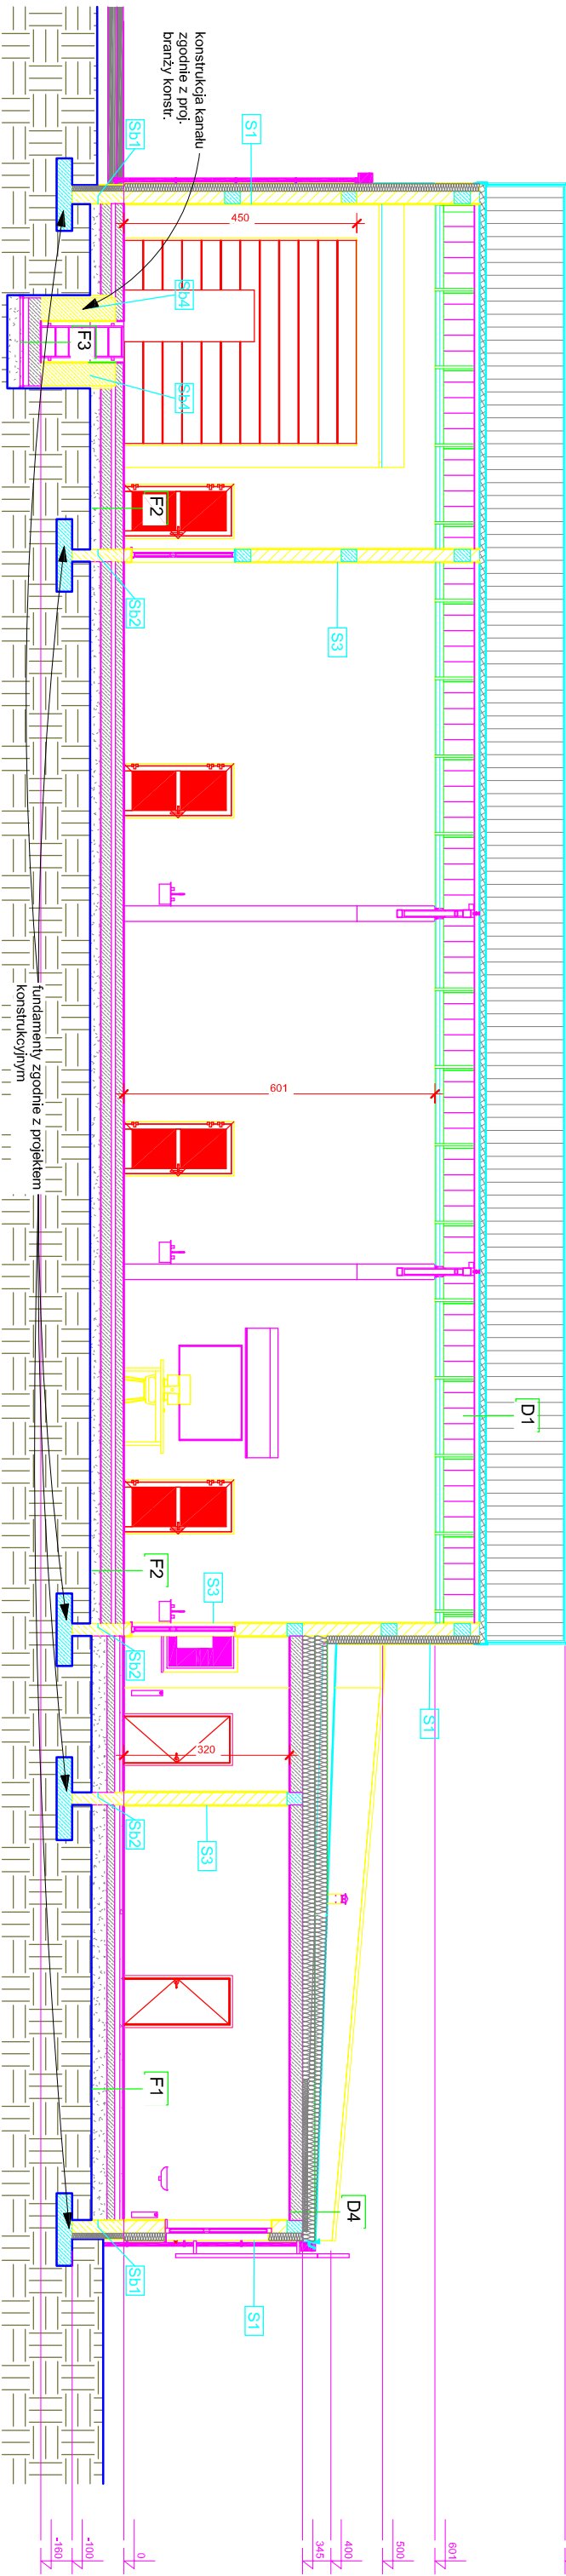 konstrukcja kanału
zgodnie z proj.
branży konstr.
Sb1
S1
450
Sb4
F3
Sb4
F2
Sb2
S3
fundamenty zgodnie z projektem
konstrukcyjnym
601
D1
F2
S3
Sb2
S1
320
Sb2
S3
F1
D4
Sb1
S1
601
500
400
345
0
-100
-160